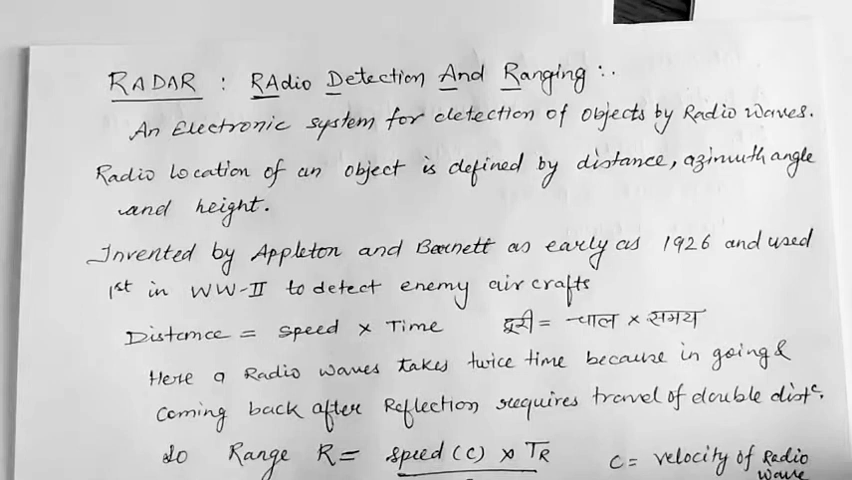 RADAR : RAdio Detection And Ranging :.
An Electronic system for detection of objects by Radio Waves.
Radio location of an object is defined by distance, azimuth angle
and height.
Invented by Appleton and Barnett as early as 1926 and used
1st in WW-II to detect enemy air crafts
Distance = speed × Time दूरी = चाल × समय
Here a Radio waves takes twice time because in going &
Coming back after Reflection requires travel of double distᶜ.
So Range R = speed (c) × TR C = velocity of Radio
wave